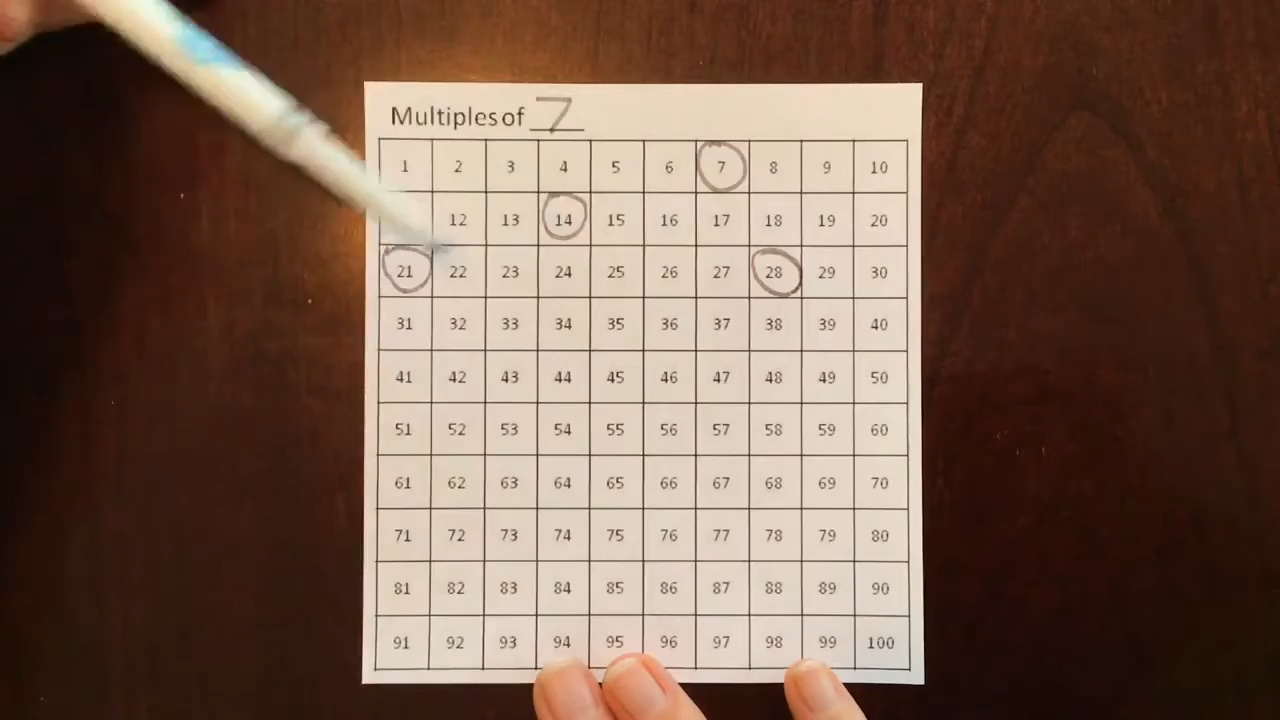 Multiples of 7
1 2 3 4 5 6 7 8 9 10
12 13 14 15 16 17 18 19 20
21 22 23 24 25 26 27 28 29 30
31 32 33 34 35 36 37 38 39 40
41 42 43 44 45 46 47 48 49 50
51 52 53 54 55 56 57 58 59 60
61 62 63 64 65 66 67 68 69 70
71 72 73 74 75 76 77 78 79 80
81 82 83 84 85 86 87 88 89 90
91 92 93 94 95 96 97 98 99 100